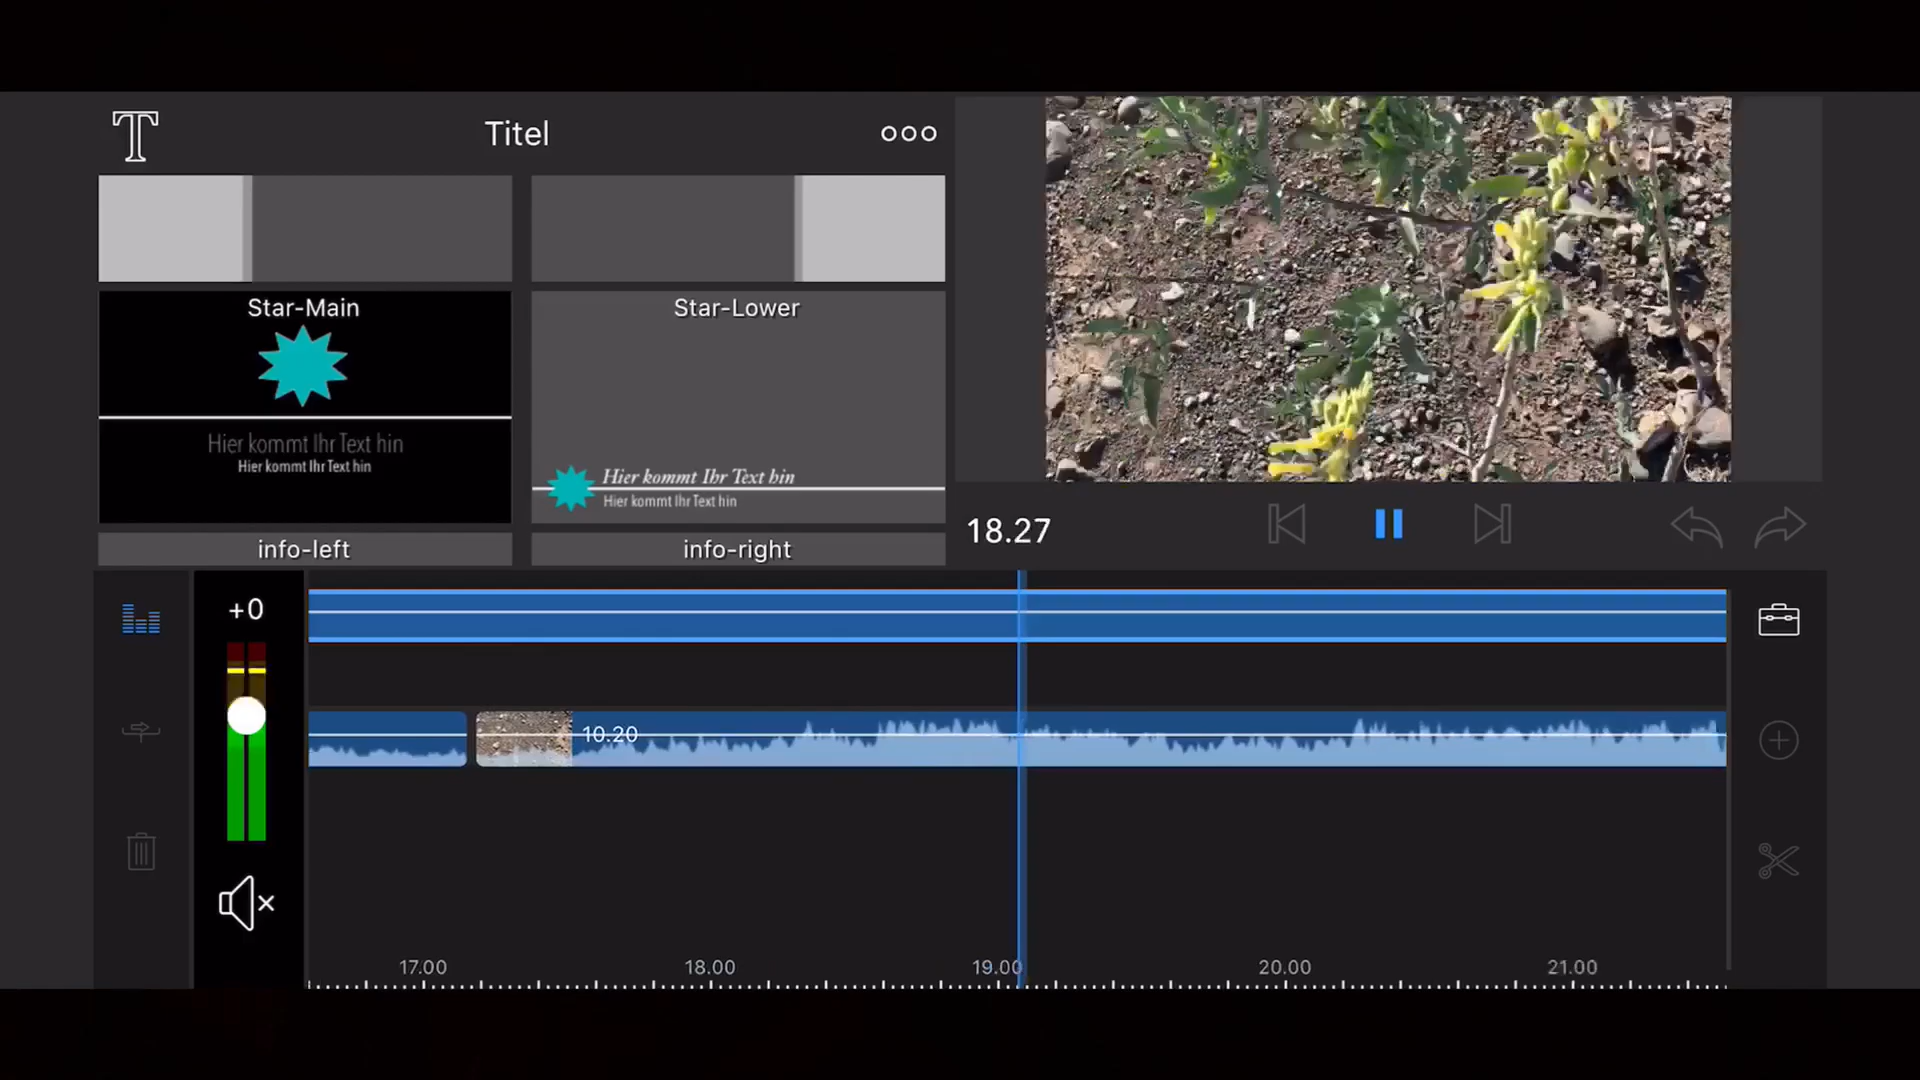 T
Titel
Star-Main
Hier kommt Ihr Text hin
Hier kommt Ihr Text hin
Star-Lower
Hier kommt Ihr Text hin
Hier kommt Ihr Text hin
info-left
info-right
18.27
+0
10.20
17.00
18.00
19.00
20.00
21.00